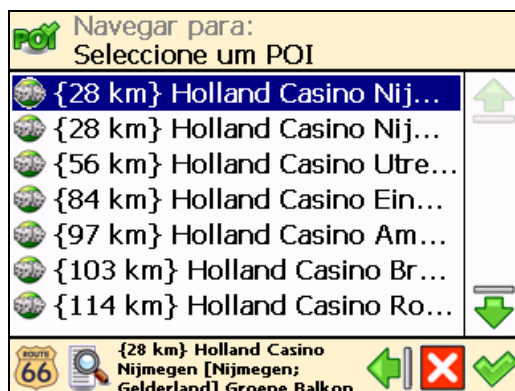 POI
Navegar para:
Seleccione um POI
{28 km} Holland Casino Nij...
{28 km} Holland Casino Nij...
{56 km} Holland Casino Utre...
{84 km} Holland Casino Ein...
{97 km} Holland Casino Am...
{103 km} Holland Casino Br...
{114 km} Holland Casino Ro...
ROUTE
66
{28 km} Holland Casino
Nijmegen [Nijmegen;
Gelderland] Groene Balkon